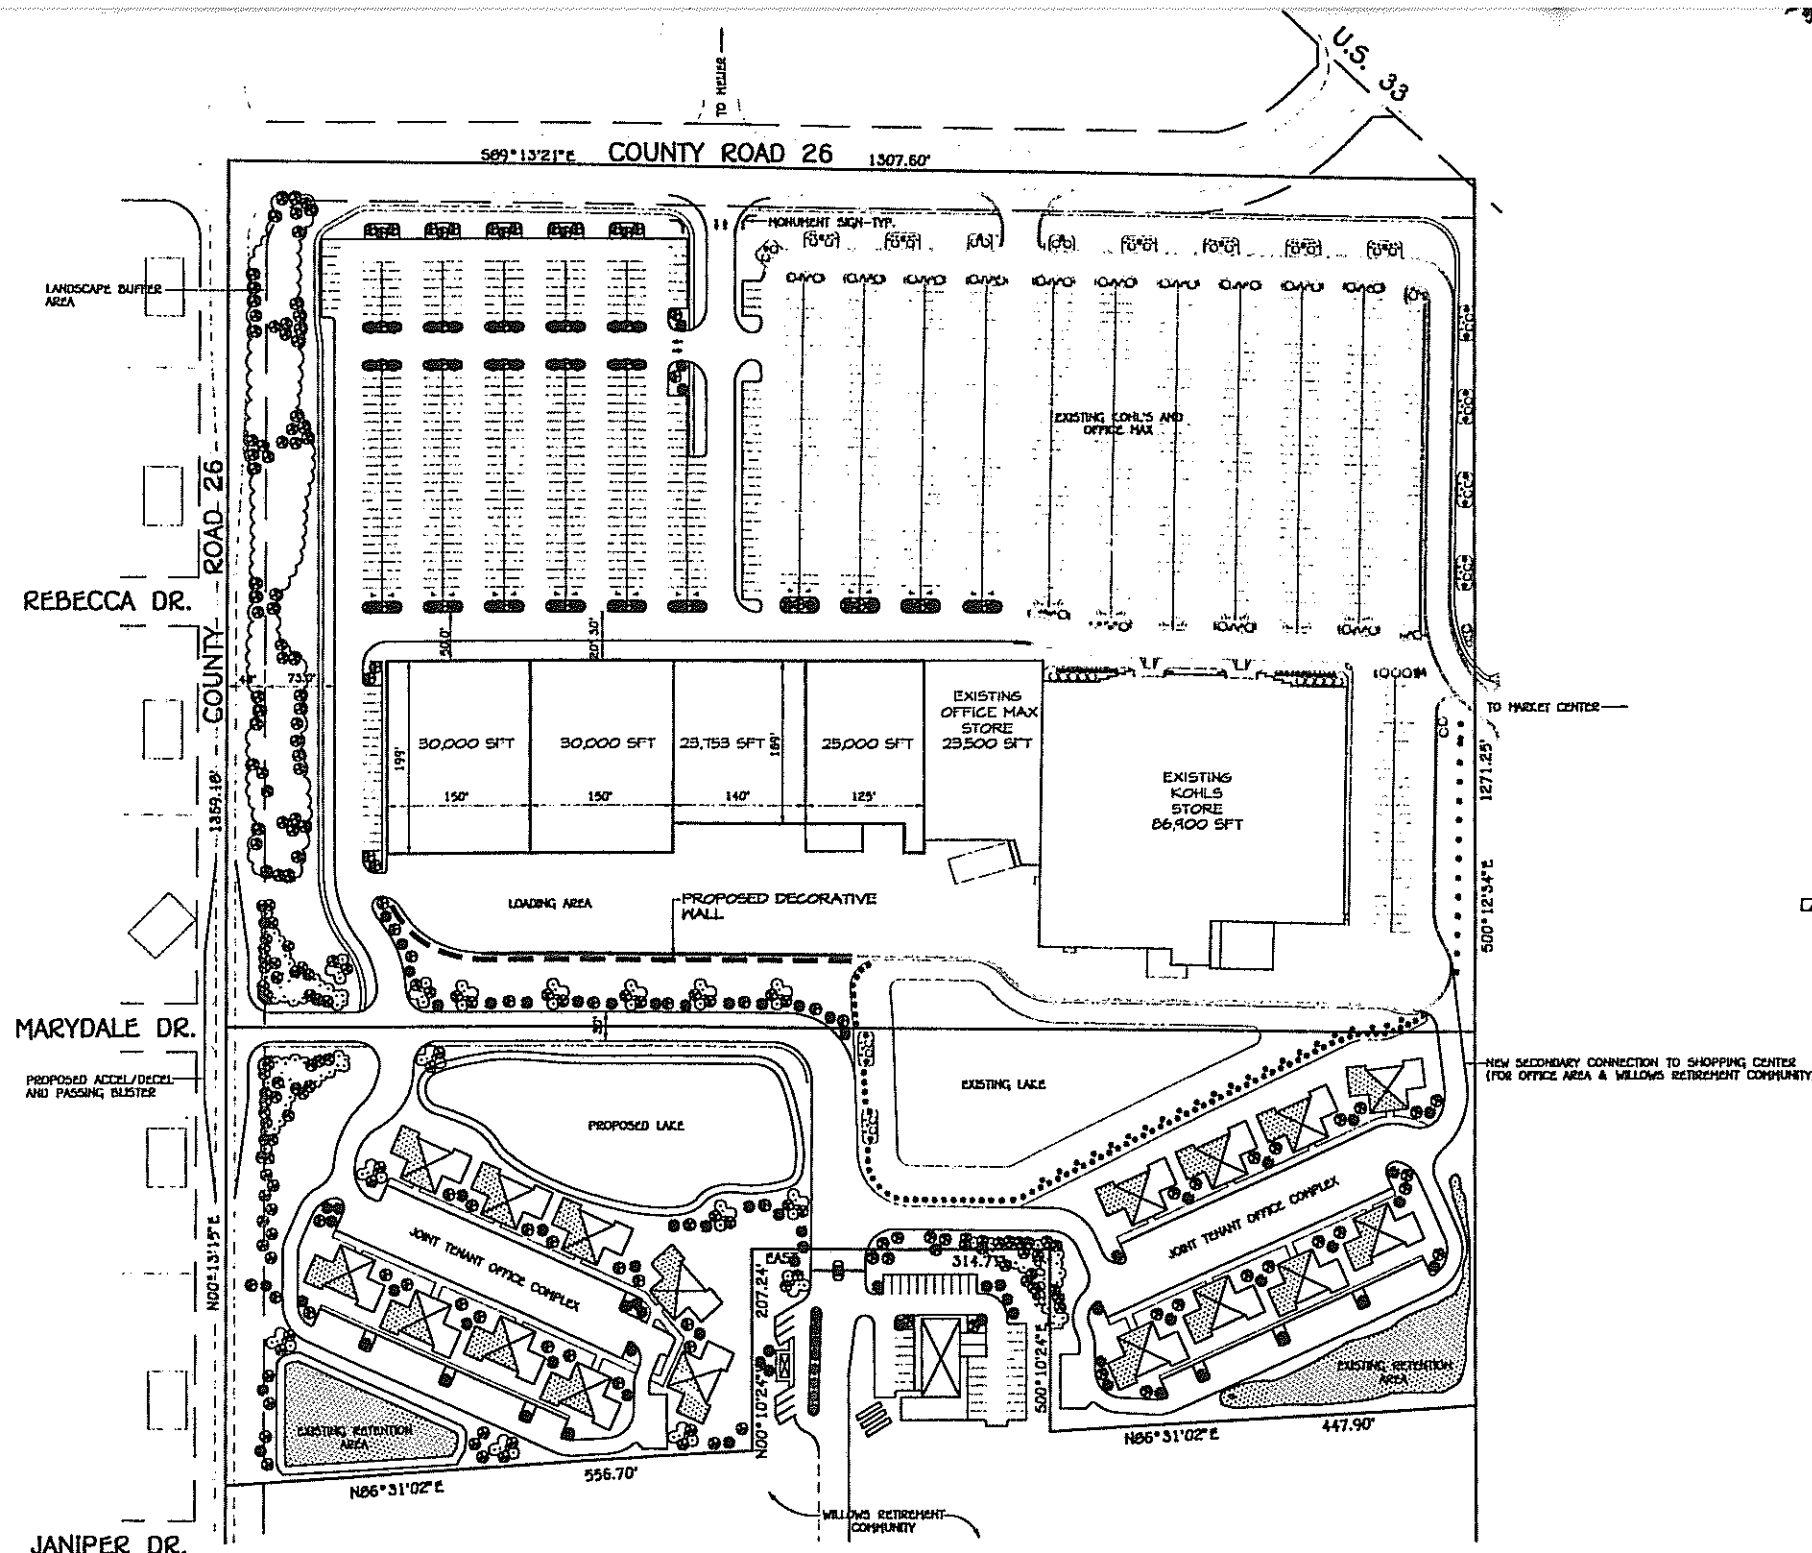 U.S. 33
TO MEIJER
S89°13'21"E COUNTY ROAD 26 1307.60'
MONUMENT SIGN-TYP.
LANDSCAPE BUFFER
AREA
EXISTING KOHL'S AND
OFFICE MAX
COUNTY ROAD 26
REBECCA DR.
50.0'
73.0'
TO MARKET CENTER
EXISTING
OFFICE MAX
STORE
23,500 SFT
30,000 SFT
30,000 SFT
23,753 SFT
25,000 SFT
199'
189'
150'
150'
140'
125'
EXISTING
KOHLS
STORE
86,900 SFT
1359.18'
1271.25'
S00°12'34"E
LOADING AREA
PROPOSED DECORATIVE
WALL
MARYDALE DR.
30'
PROPOSED ACCEL/DECEL
AND PASSING BLISTER
NEW SECONDARY CONNECTION TO SHOPPING CENTER
(FOR OFFICE AREA & WILLOWS RETIREMENT COMMUNITY
EXISTING LAKE
PROPOSED LAKE
N00°13'15"E
JOINT TENANT OFFICE COMPLEX
JOINT TENANT OFFICE COMPLEX
314.77'
207.24'
N00°10'24"W
S00°10'24"E
EXISTING RETENTION
AREA
EXISTING RETENTION
AREA
N86°31'02"E
556.70'
N86°31'02"E
447.90'
WILLOWS RETIREMENT
COMMUNITY
JANIPER DR.